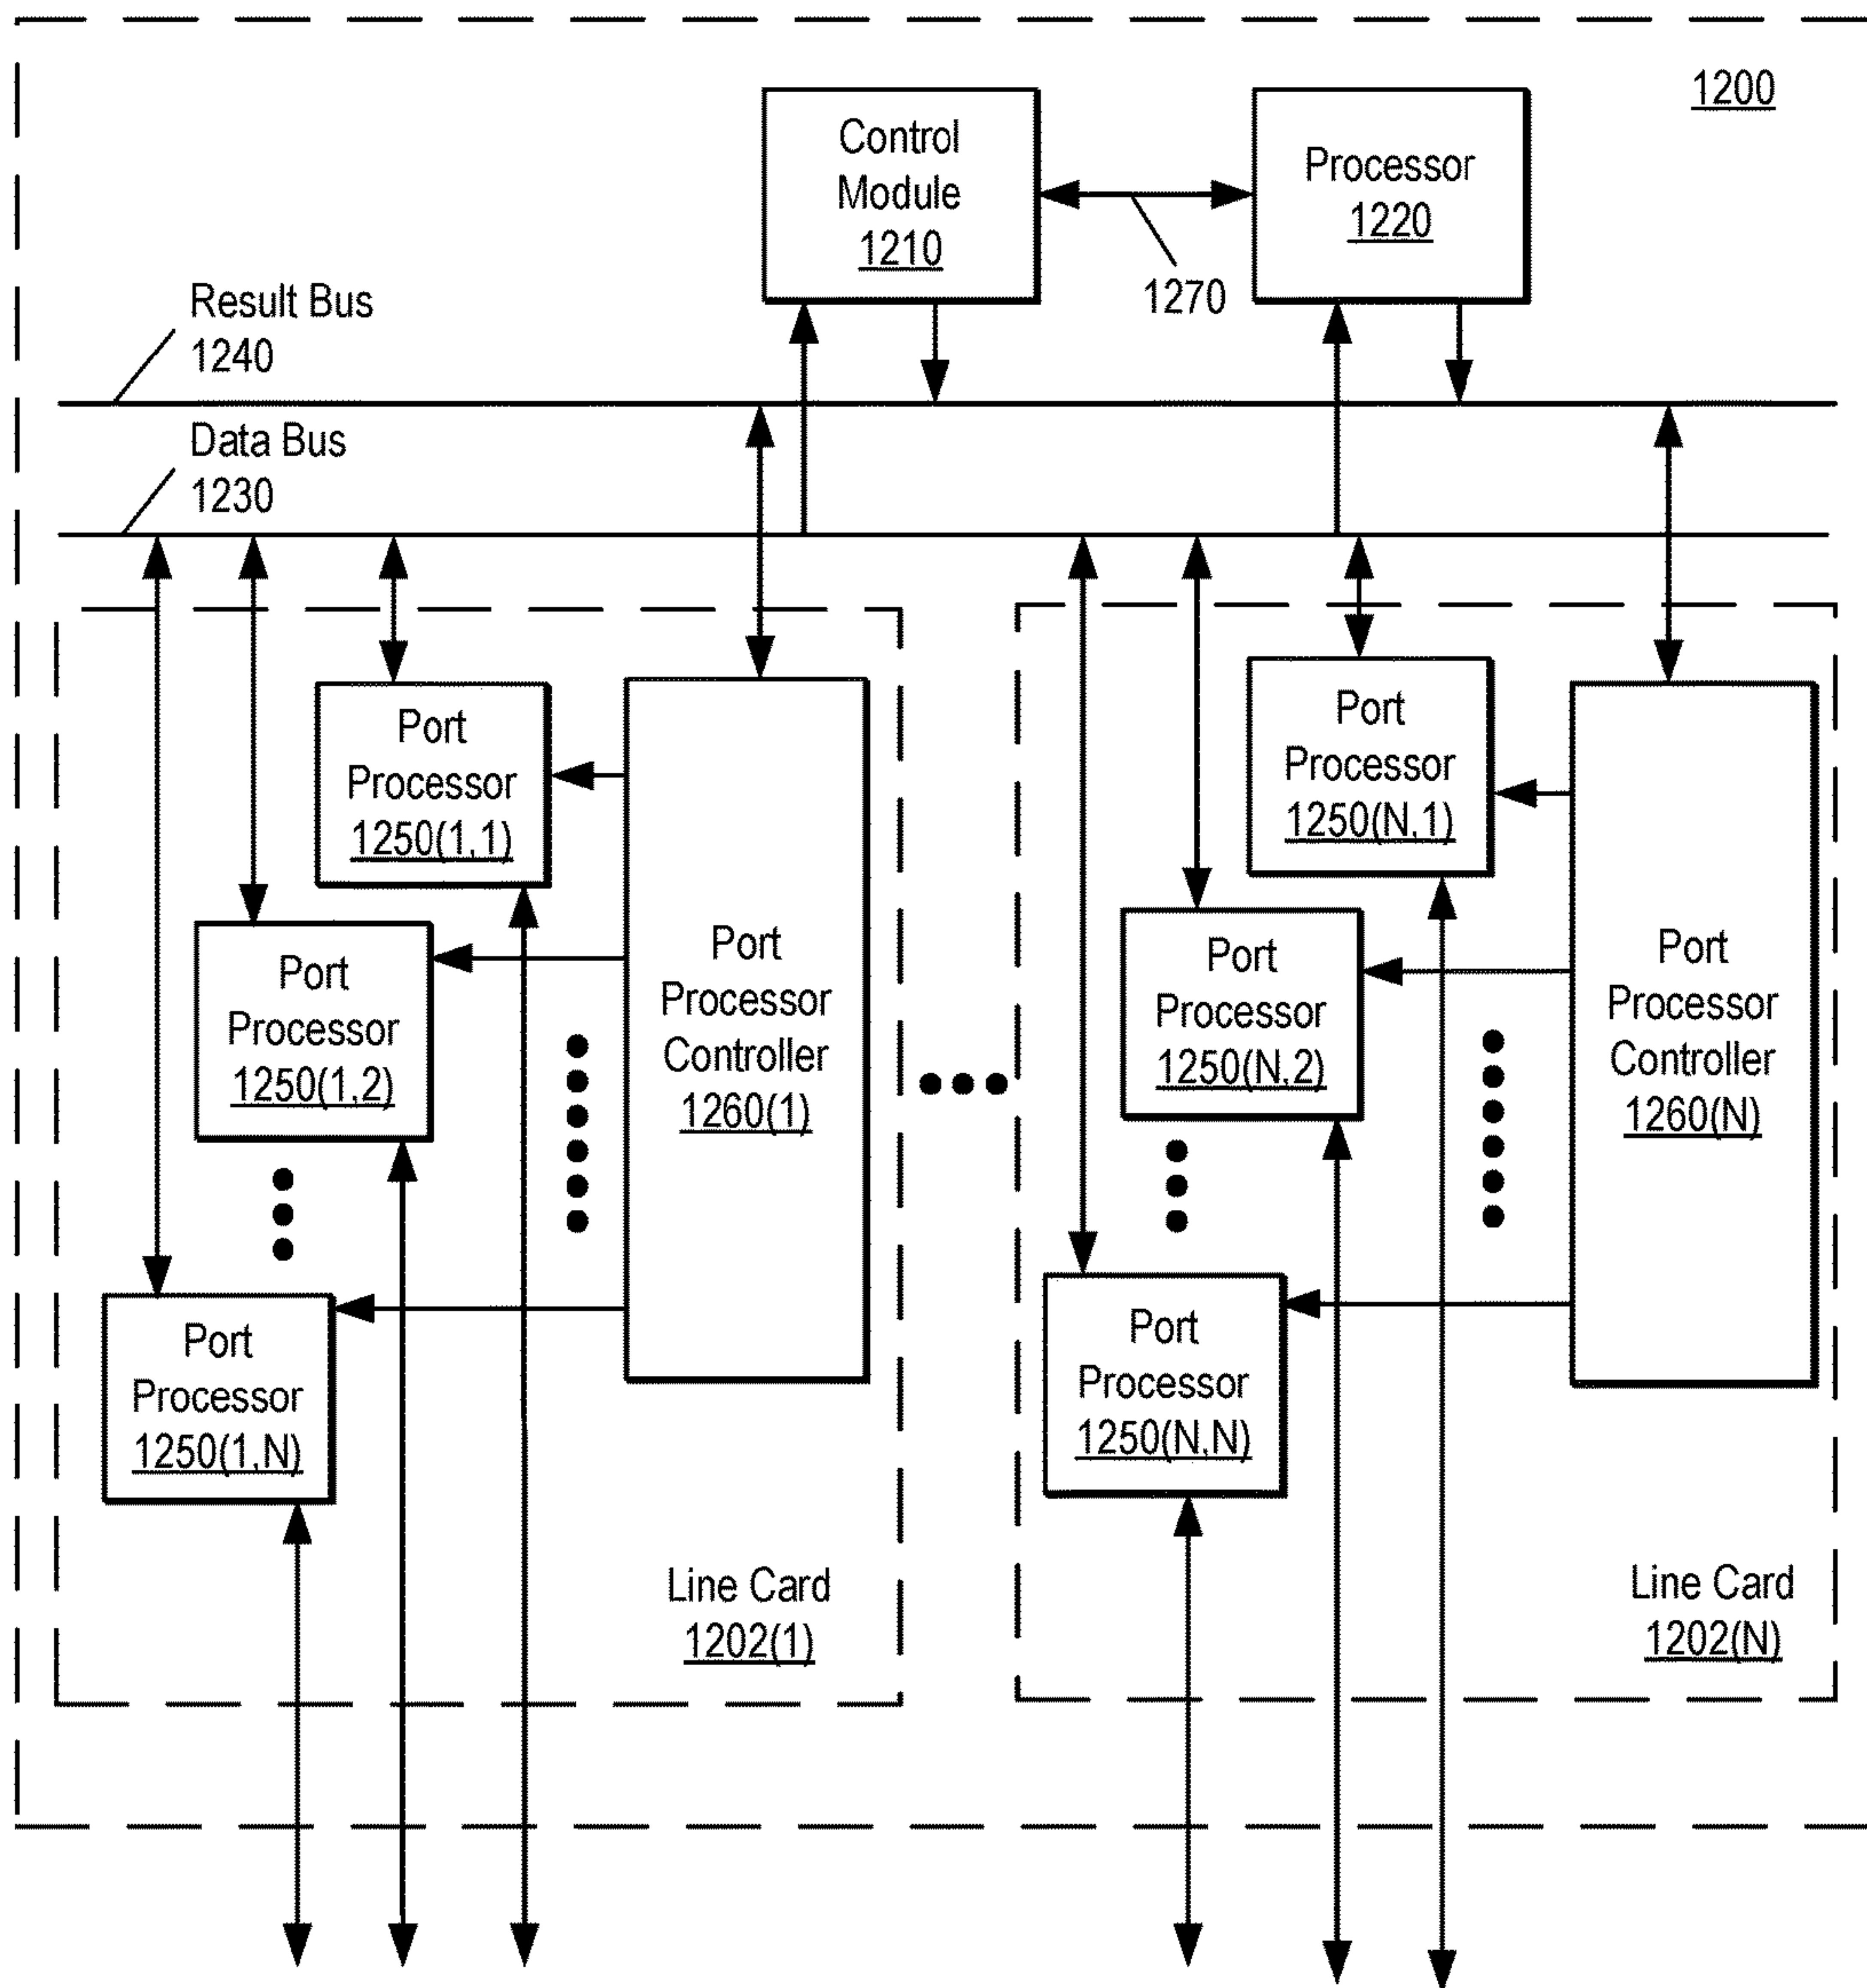 1200
Control
Module
1210
Processor
1220
1270
Result Bus
1240
Data Bus
1230
Port
Processor
1250(1,1)
Port
Processor
1250(1,2)
Port
Processor
1250(1,N)
Port
Processor
Controller
1260(1)
Line Card
1202(1)
Port
Processor
1250(N,1)
Port
Processor
1250(N,2)
Port
Processor
1250(N,N)
Port
Processor
Controller
1260(N)
Line Card
1202(N)